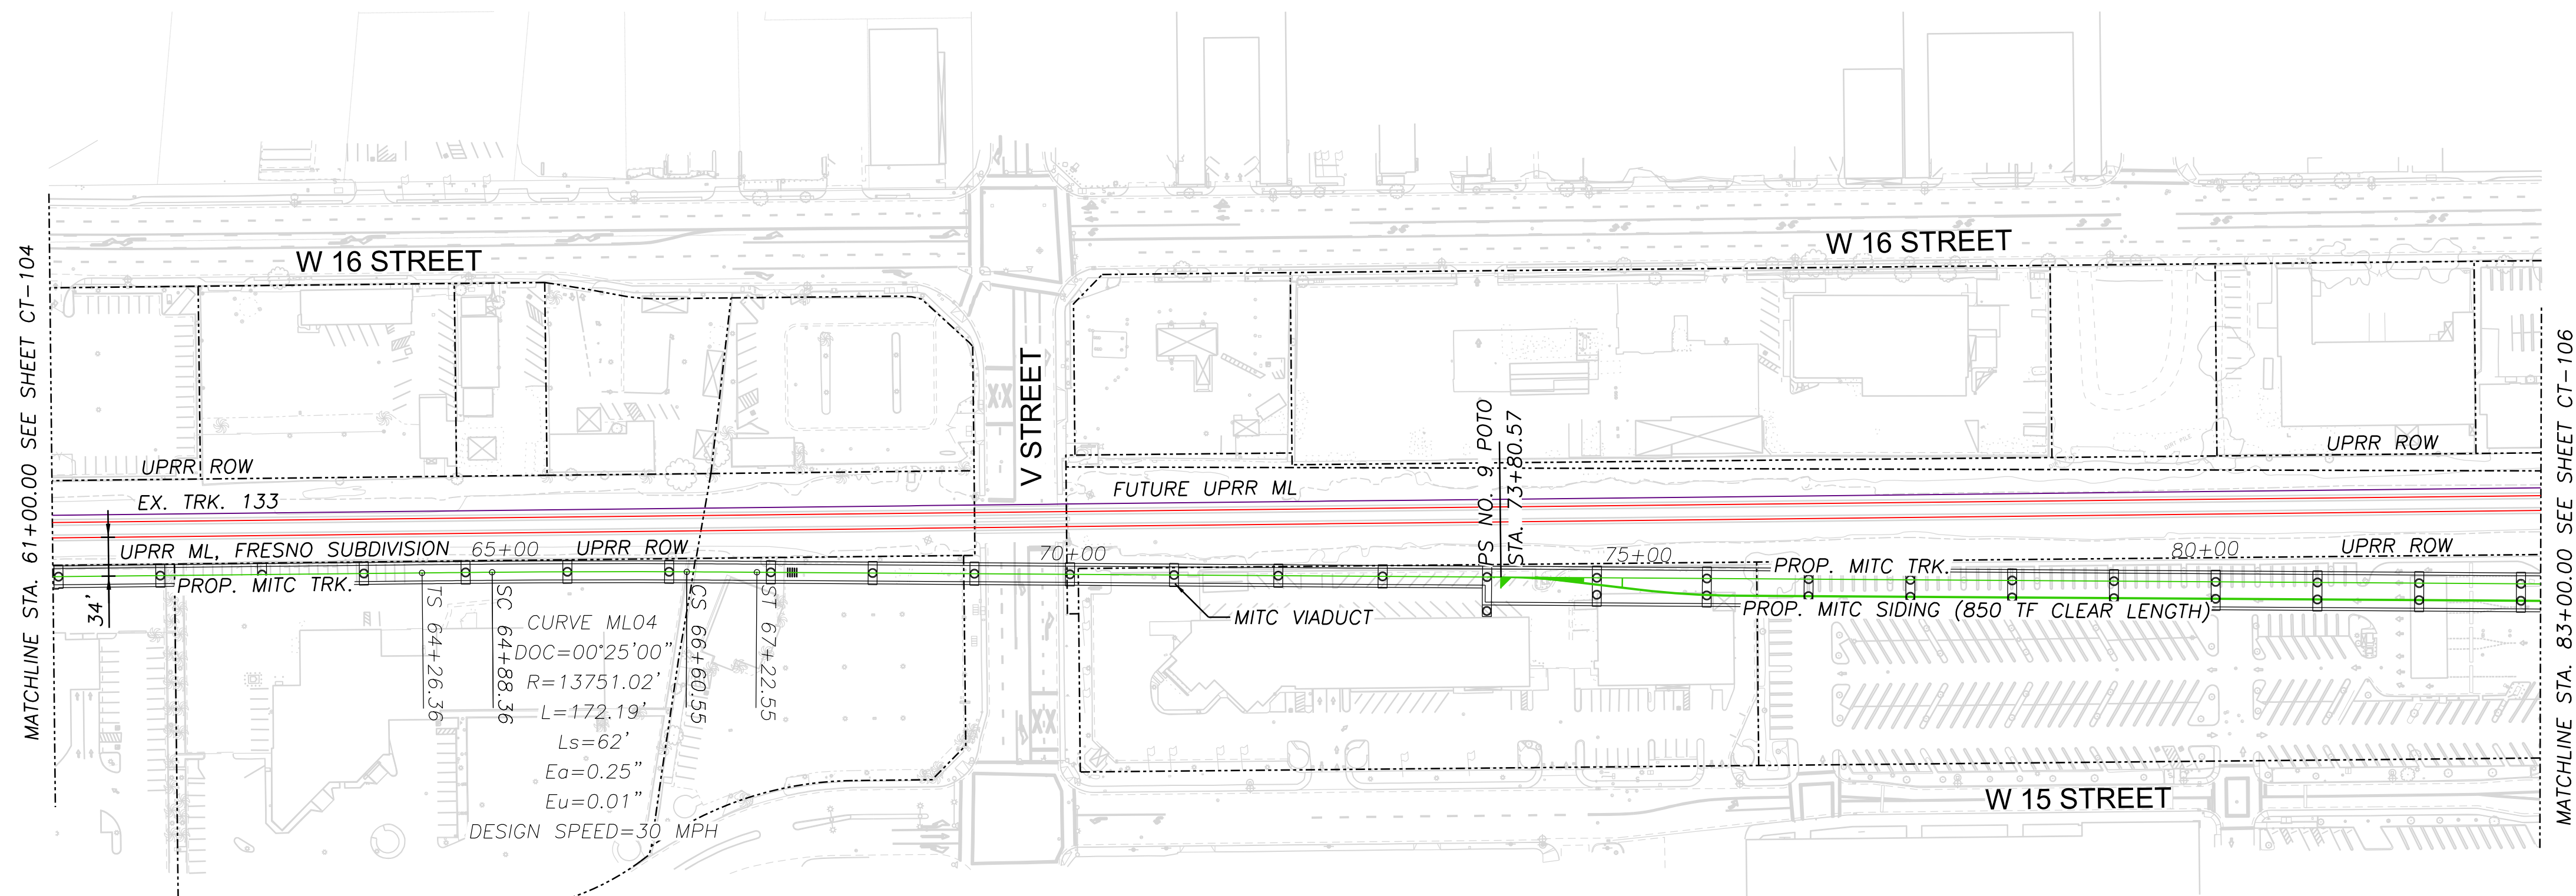 MATCHLINE STA. 61+00.00 SEE SHEET CT-104
W 16 STREET
W 16 STREET
V STREET
UPRR ROW
UPRR ROW
EX. TRK. 133
FUTURE UPRR ML
PS NO. 9 POTO
STA. 73+80.57
UPRR ML, FRESNO SUBDIVISION
65+00
UPRR ROW
70+00
75+00
80+00
UPRR ROW
34'
PROP. MITC TRK.
PROP. MITC TRK.
MITC VIADUCT
PROP. MITC SIDING (850 TF CLEAR LENGTH)
TS 64+26.36
SC 64+88.36
CS 66+60.55
ST 67+22.55
CURVE ML04
DOC=00°25'00"
R=13751.02'
L=172.19'
Ls=62'
Ea=0.25"
Eu=0.01"
DESIGN SPEED=30 MPH
W 15 STREET
MATCHLINE STA. 83+00.00 SEE SHEET CT-106